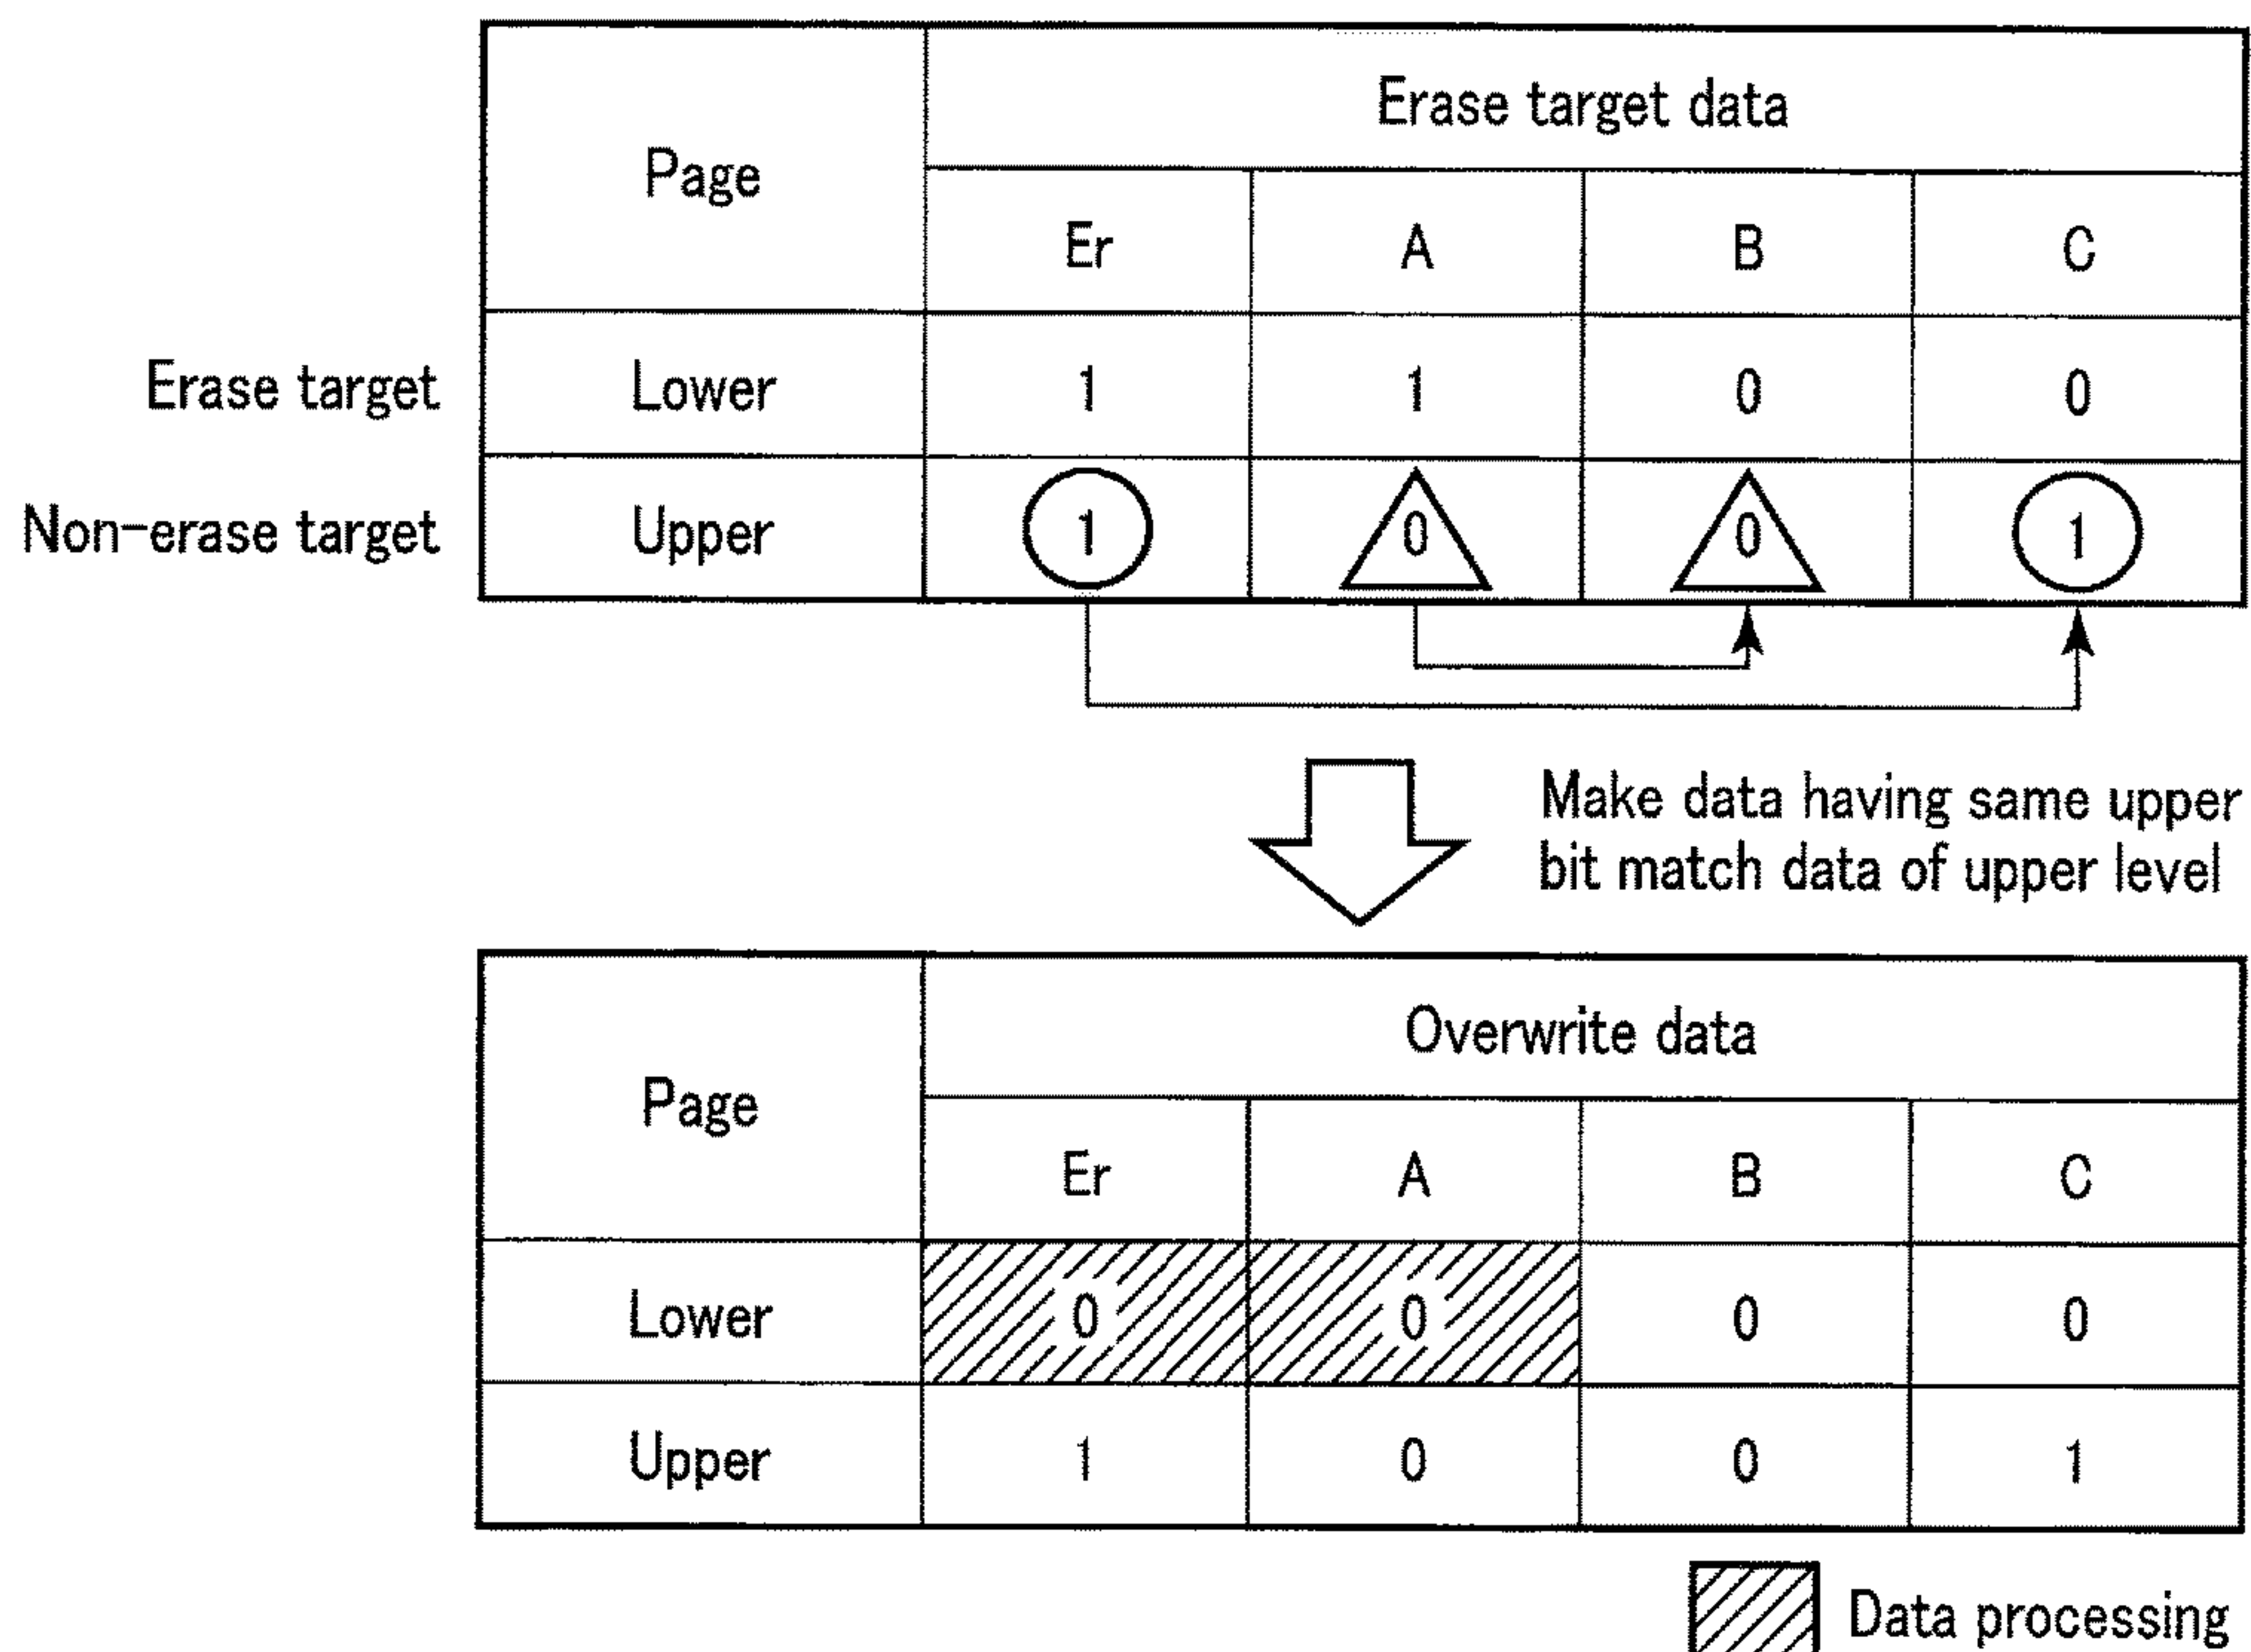 Page Erase target data
Er A B C
Erase target Lower 1 1 0 0
Non-erase target Upper 1 0 0 1
Make data having same upper
bit match data of upper level
Page Overwrite data
Er A B C
Lower 0 0 0 0
Upper 1 0 0 1
Data processing